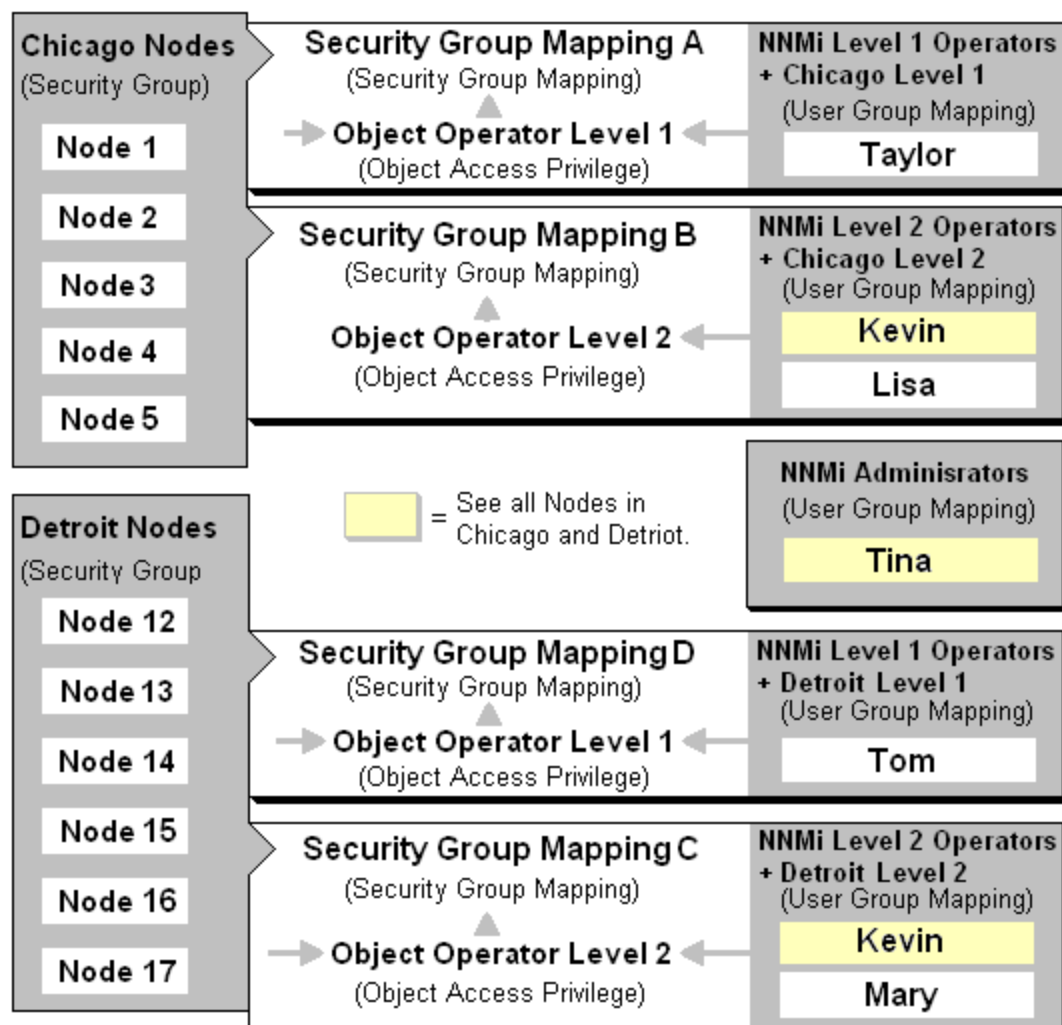 Chicago Nodes
(Security Group)
Node 1
Node 2
Node 3
Node 4
Node 5
Security Group Mapping A
(Security Group Mapping)
Object Operator Level 1
(Object Access Privilege)
NNMi Level 1 Operators
+ Chicago Level 1
(User Group Mapping)
Taylor
Security Group Mapping B
(Security Group Mapping)
Object Operator Level 2
(Object Access Privilege)
NNMi Level 2 Operators
+ Chicago Level 2
(User Group Mapping)
Kevin
Lisa
= See all Nodes in
Chicago and Detriot.
NNMi Adminisrators
(User Group Mapping)
Tina
Detroit Nodes
(Security Group
Node 12
Node 13
Node 14
Node 15
Node 16
Node 17
Security Group Mapping D
(Security Group Mapping)
Object Operator Level 1
(Object Access Privilege)
NNMi Level 1 Operators
+ Detroit Level 1
(User Group Mapping)
Tom
Security Group Mapping C
(Security Group Mapping)
Object Operator Level 2
(Object Access Privilege)
NNMi Level 2 Operators
+ Detroit Level 2
(User Group Mapping)
Kevin
Mary